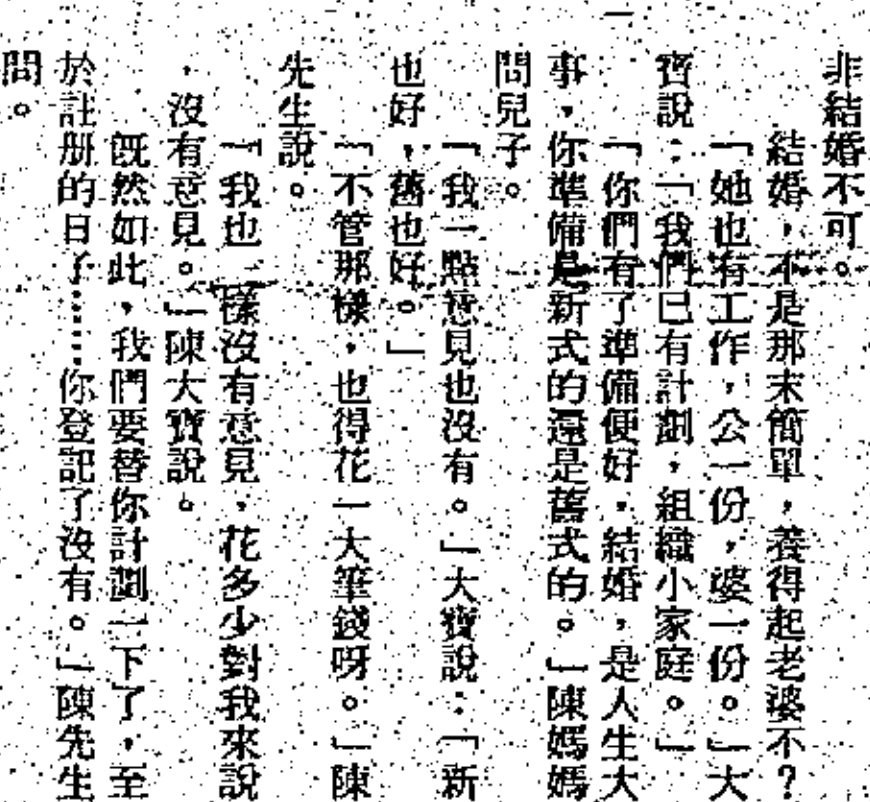 非結婚不可。
結婚，不是那末簡單，養得起老婆不？
「她也有工作，公一份，婆一份。」大
寶說：「我們已有計劃，組織小家庭。」
「你們有了準備便好，結婚，是人生大
事，你準備是新式的還是舊式的。」陳媽媽
問兒子。
「我一點意見也沒有。」大寶說：「新
也好，舊也好。」
「不管那樣，也得花一大筆錢呀。」陳
先生說。
「我也一樣沒有意見，花多少對我來說
，沒有意見。」陳大寶說。
既然如此，我們要替你計劃一下了，至
於註册的日子……你登記了沒有。」陳先生
問。